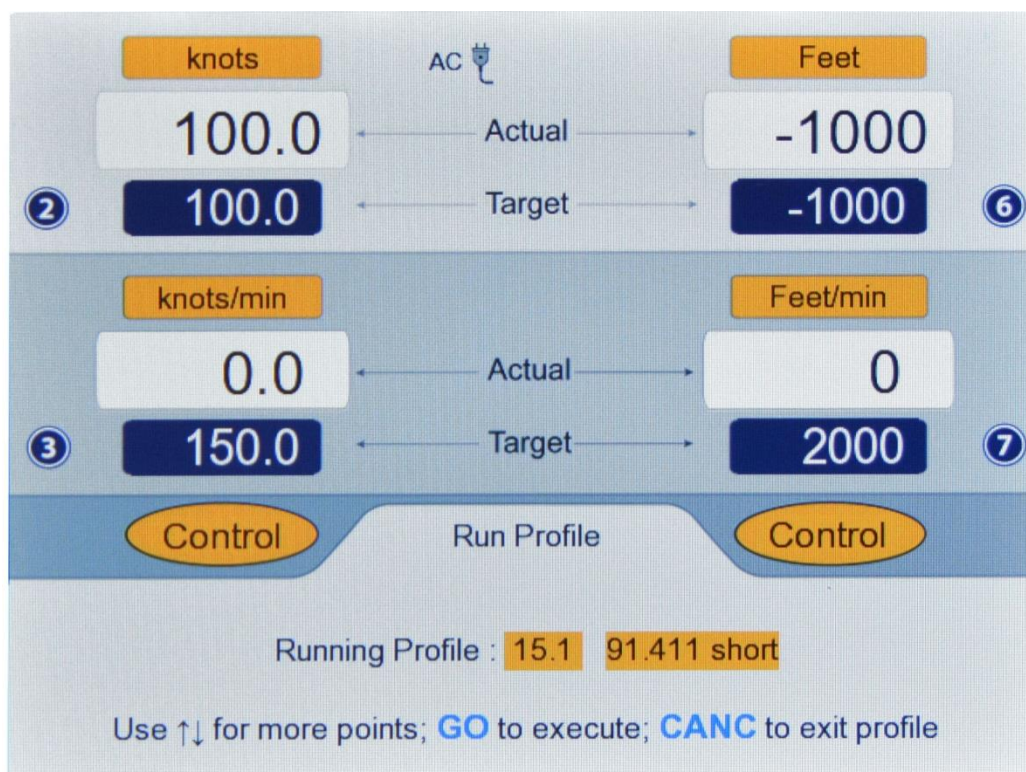 knots AC Feet
100.0 Actual -1000
2 100.0 Target -1000 6
knots/min Feet/min
0.0 Actual 0
3 150.0 Target 2000 7
Control Run Profile Control
Running Profile : 15.1 91.411 short
Use ↑↓ for more points; GO to execute; CANC to exit profile